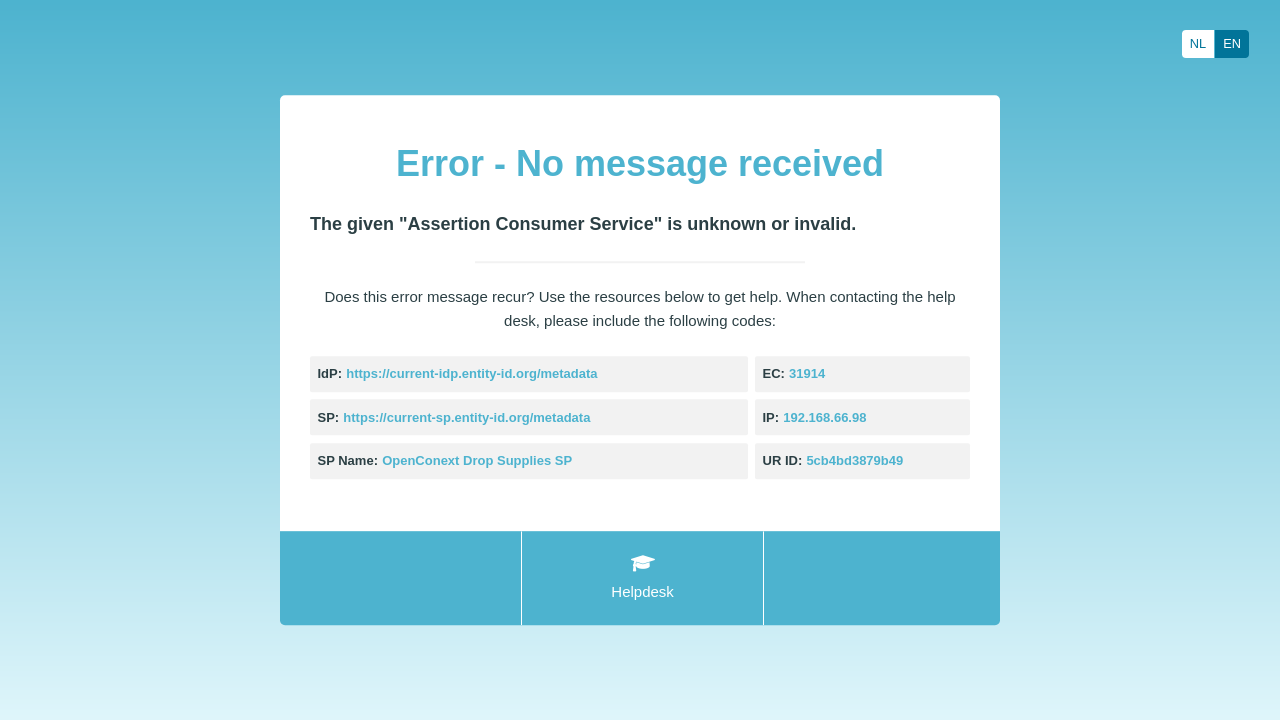 NL EN
Error - No message received
The given "Assertion Consumer Service" is unknown or invalid.
Does this error message recur? Use the resources below to get help. When contacting the help
desk, please include the following codes:
IdP: https://current-idp.entity-id.org/metadata
EC: 31914
SP: https://current-sp.entity-id.org/metadata
IP: 192.168.66.98
SP Name: OpenConext Drop Supplies SP
UR ID: 5cb4bd3879b49
Helpdesk